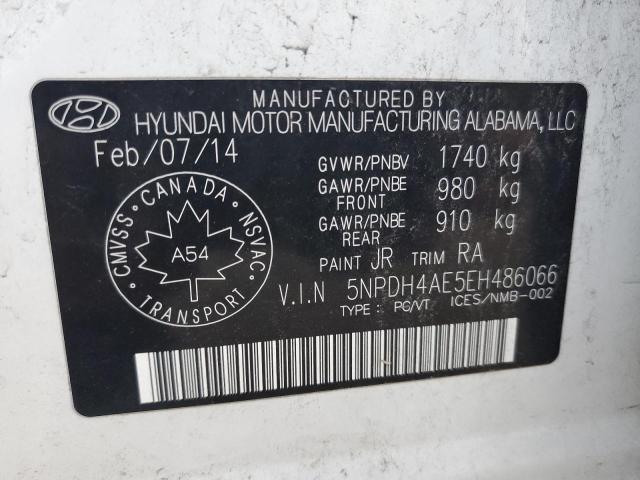 MANUFACTURED BY
HYUNDAI MOTOR MANUFACTURING ALABAMA, LLC
Feb/07/14
GVWR/PNBV 1740 kg
GAWR/PNBE FRONT 980 kg
GAWR/PNBE REAR 910 kg
PAINT JR TRIM RA
V.I.N 5NPDH4AE5EH486066
TYPE : PC/VT ICES/NMB-002
CANADA
CMVSS NSVAC
A54
TRANSPORT